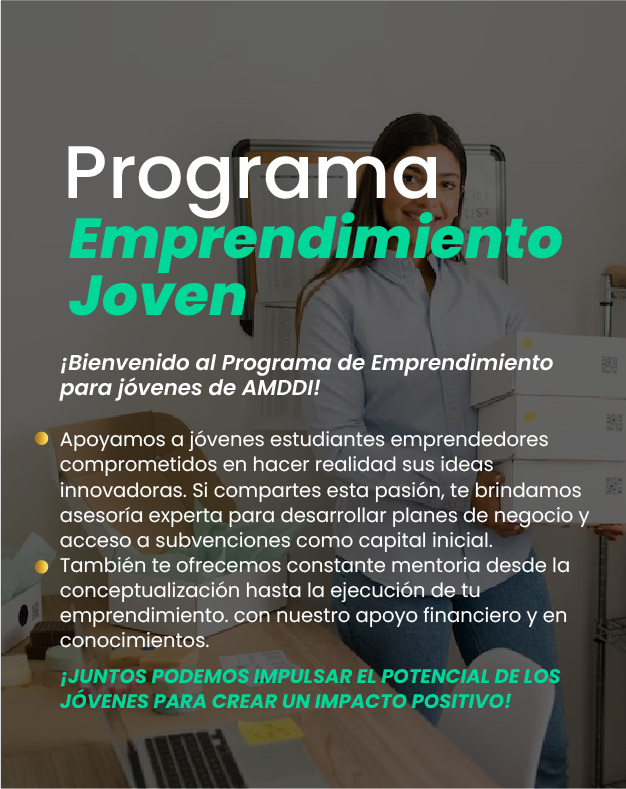 Programa
Emprendimiento
Joven
¡Bienvenido al Programa de Emprendimiento
para jóvenes de AMDDI!
Apoyamos a jóvenes estudiantes emprendedores
comprometidos en hacer realidad sus ideas
innovadoras. Si compartes esta pasión, te brindamos
asesoría experta para desarrollar planes de negocio y
acceso a subvenciones como capital inicial.
También te ofrecemos constante mentoria desde la
conceptualización hasta la ejecución de tu
emprendimiento. con nuestro apoyo financiero y en
conocimientos.
¡JUNTOS PODEMOS IMPULSAR EL POTENCIAL DE LOS
JÓVENES PARA CREAR UN IMPACTO POSITIVO!